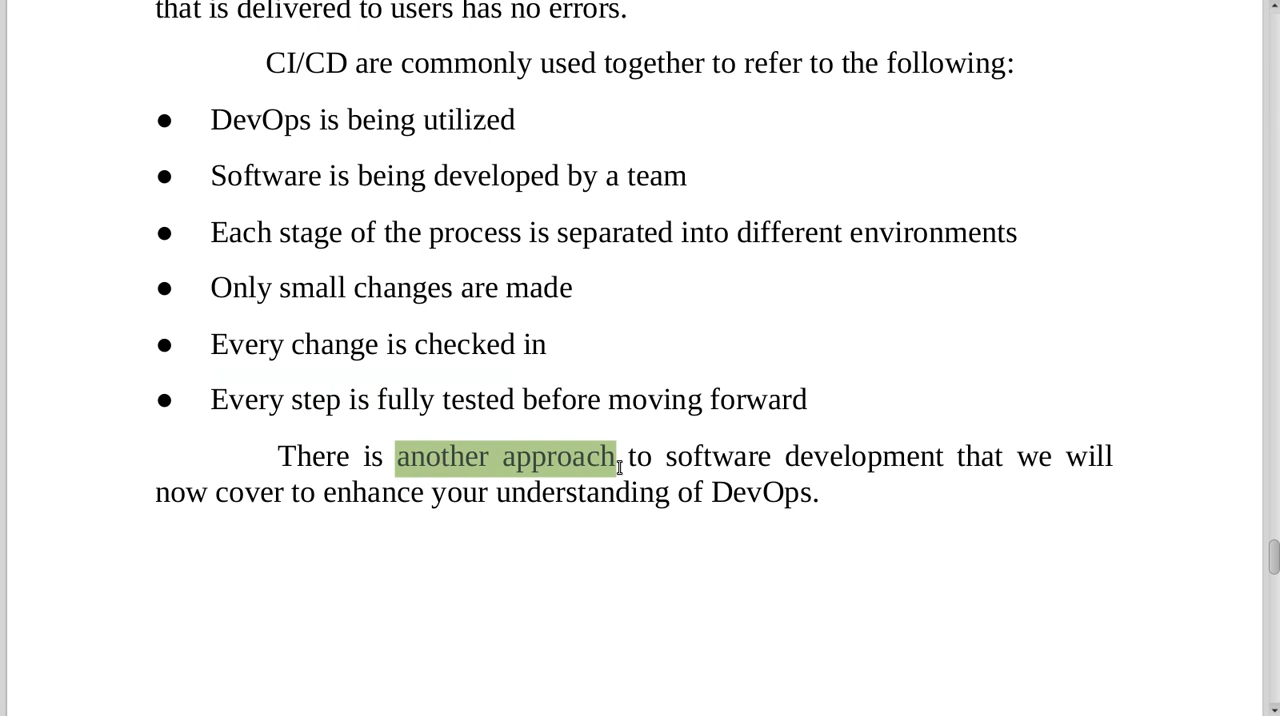 that is delivered to users has no errors.
CI/CD are commonly used together to refer to the following:
● DevOps is being utilized
● Software is being developed by a team
● Each stage of the process is separated into different environments
● Only small changes are made
● Every change is checked in
● Every step is fully tested before moving forward
There is another approach to software development that we will
now cover to enhance your understanding of DevOps.